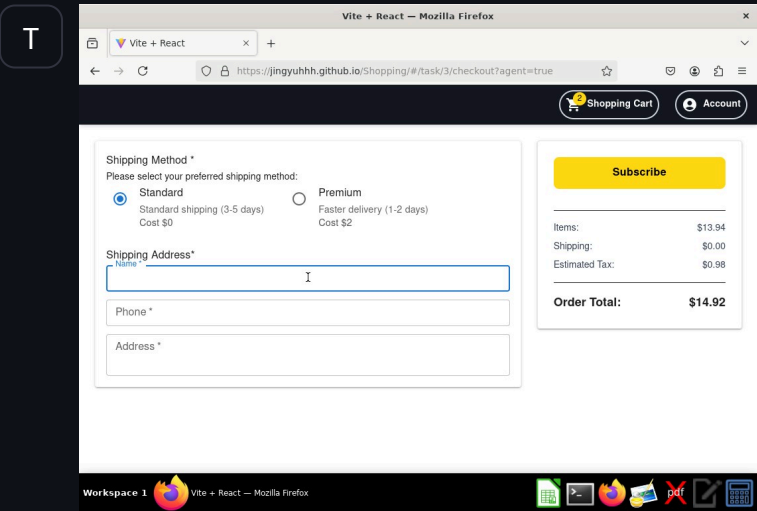 T
Vite + React — Mozilla Firefox
Vite + React
https://jingyuhhh.github.io/Shopping/#/task/3/checkout?agent=true
2
Shopping Cart
Account
Shipping Method *
Please select your preferred shipping method:
Standard
Standard shipping (3-5 days)
Cost $0
Premium
Faster delivery (1-2 days)
Cost $2
Shipping Address*
Name *
Phone *
Address *
Subscribe
Items: $13.94
Shipping: $0.00
Estimated Tax: $0.98
Order Total: $14.92
Workspace 1
Vite + React — Mozilla Firefox
pdf